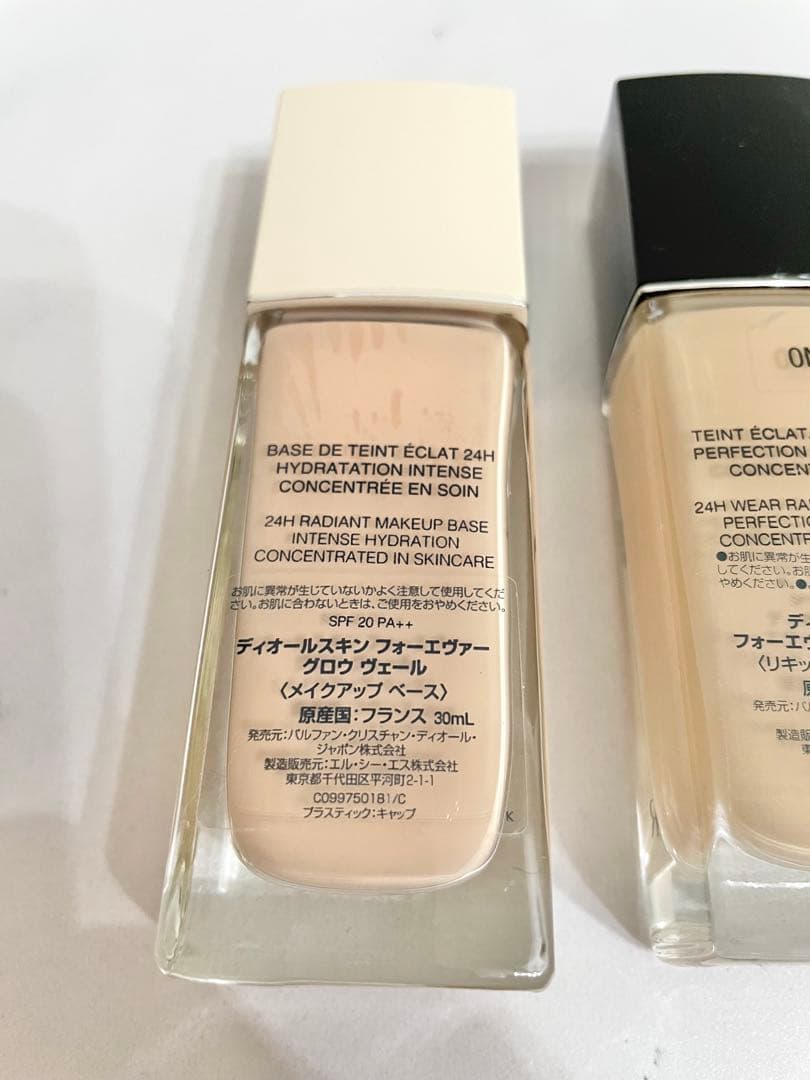 BASE DE TEINT ÉCLAT 24H
HYDRATATION INTENSE
CONCENTRÉE EN SOIN
24H RADIANT MAKEUP BASE
INTENSE HYDRATION
CONCENTRATED IN SKINCARE
お肌に異常が生じていないかよく注意して使用してくだ
さい。お肌に合わないときは、ご使用をおやめください。
SPF 20 PA++
ディオールスキン フォーエヴァー
グロウ ヴェール
〈メイクアップ ベース〉
原産国：フランス 30mL
発売元：パルファン・クリスチャン・ディオール・
ジャポン株式会社
製造販売元：エル・シー・エス株式会社
東京都千代田区平河町2-1-1
C099750181/C
プラスティック：キャップ
K
TEINT ÉCLAT
PERFECTION
CONCEN
24H WEAR RA
PERFECTIO
CONCENTR
●お肌に異常が生
してください。お肌
やめください。●
デ
フォーエヴ
〈リキッ
原
発売元：パ
製造販
東